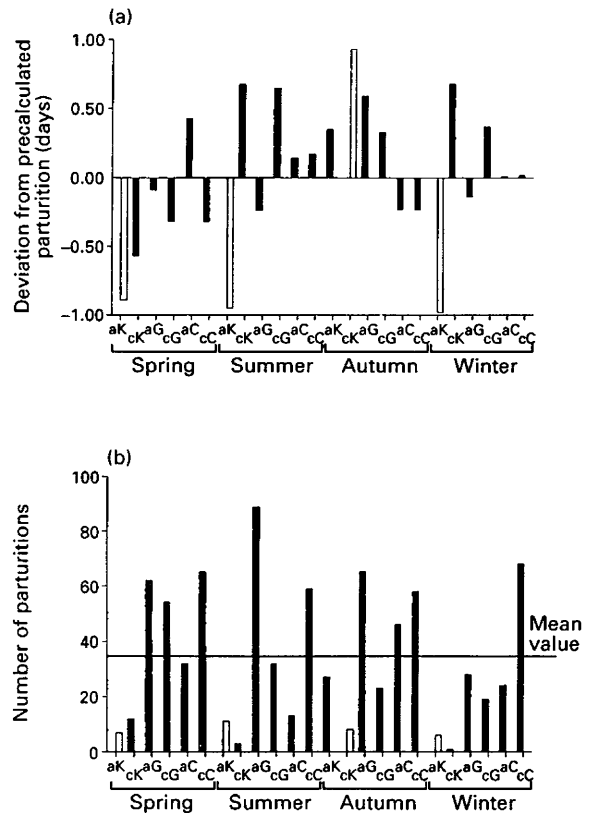 (a)
Deviation from precalculated
parturition (days)
1.00
0.50
0.00
−0.50
−1.00
aK cK aG cG aC cC aK cK aG cG aC cC aK cK aG cG aC cC aK cK aG cG aC cC
Spring Summer Autumn Winter
(b)
Number of parturitions
100
80
60
40
20
0
Mean
value
aK cK aG cG aC cC aK cK aG cG aC cC aK cK aG cG aC cC aK cK aG cG aC cC
Spring Summer Autumn Winter